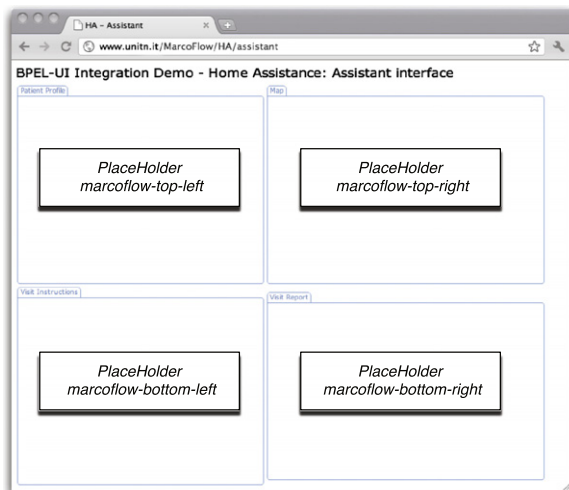 HA – Assistant
www.unitn.it/MarcoFlow/HA/assistant
BPEL-UI Integration Demo - Home Assistance: Assistant interface
Patient Profile
Map
PlaceHolder
marcoflow-top-left
PlaceHolder
marcoflow-top-right
Visit Instructions
Visit Report
PlaceHolder
marcoflow-bottom-left
PlaceHolder
marcoflow-bottom-right